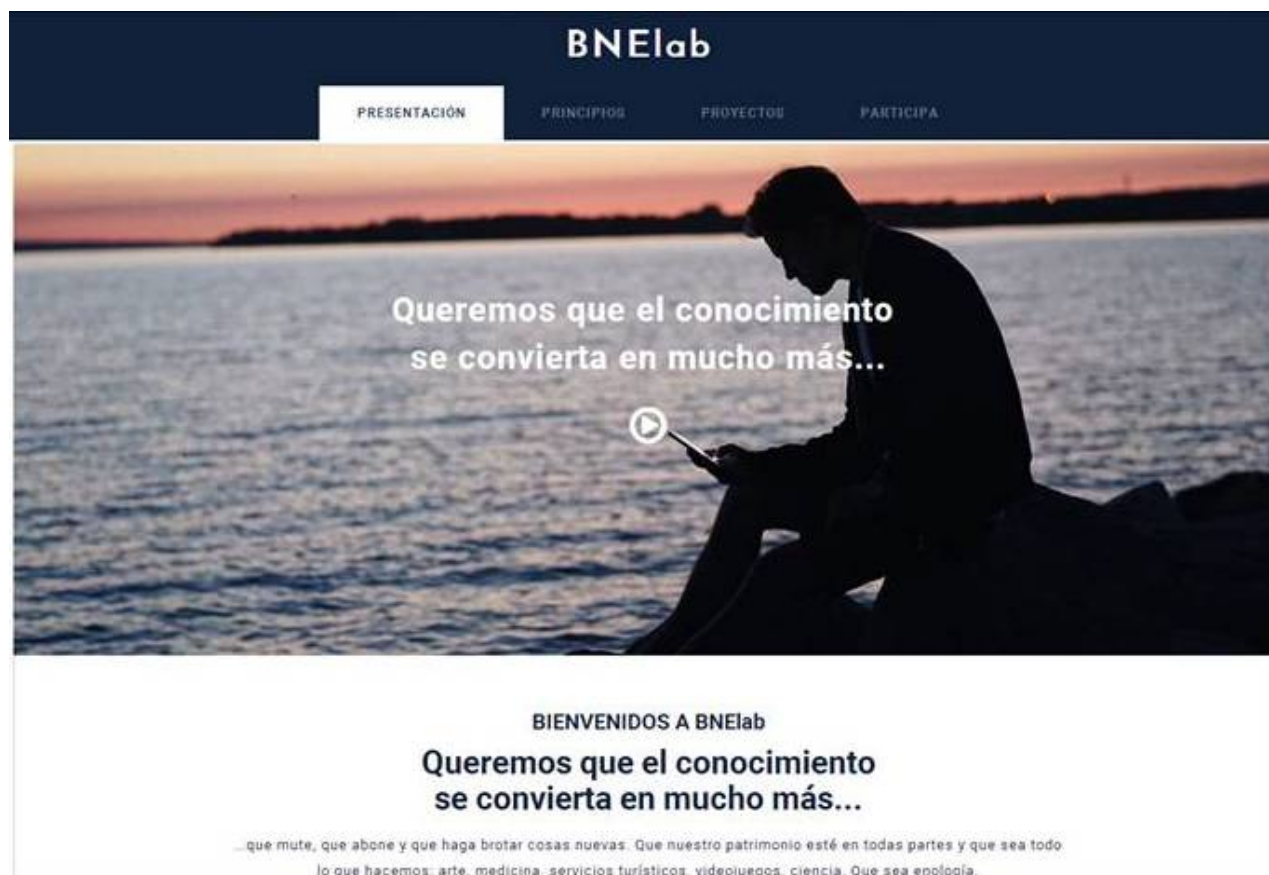 BNElab
PRESENTACIÓN PRINCIPIOS PROYECTOS PARTICIPA
Queremos que el conocimiento
se convierta en mucho más...
BIENVENIDOS A BNElab
Queremos que el conocimiento
se convierta en mucho más...
...que mute, que abone y que haga brotar cosas nuevas. Que nuestro patrimonio esté en todas partes y que sea todo
lo que hacemos: arte, medicina, servicios turísticos, videojuegos, ciencia. Que sea enología,